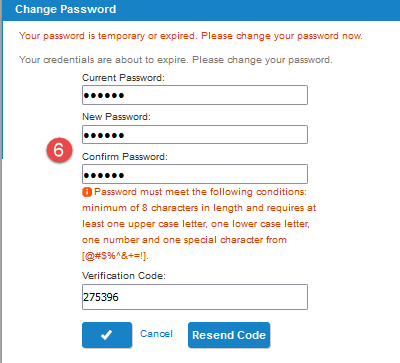 Change Password
Your password is temporary or expired. Please change your password now.
Your credentials are about to expire. Please change your password.
Current Password:
••••••
New Password:
••••••
6
Confirm Password:
••••••
Password must meet the following conditions:
minimum of 8 characters in length and requires at
least one upper case letter, one lower case letter,
one number and one special character from
[@#$%^&+=!].
Verification Code:
275396
Cancel
Resend Code